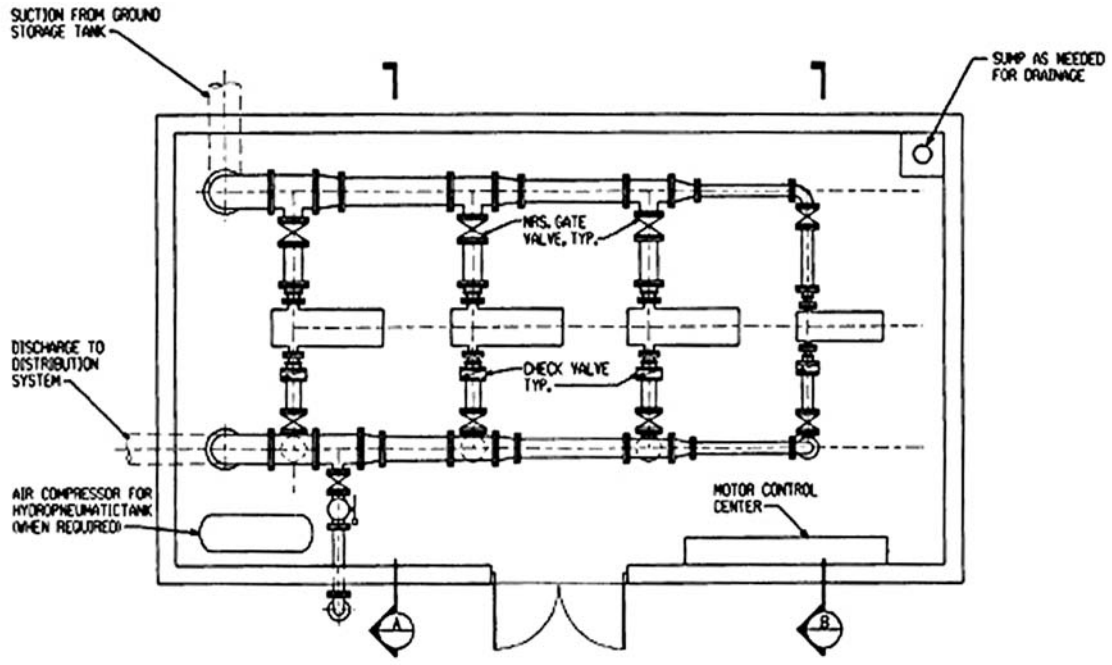 SUCTION FROM GROUND
STORAGE TANK
SUMP AS NEEDED
FOR DRAINAGE
NRS. GATE
VALVE, TYP.
DISCHARGE TO
DISTRIBUTION
SYSTEM
CHECK VALVE
TYP.
AIR COMPRESSOR FOR
HYDROPNEUMATICTANK
(WHEN REQUIRED)
MOTOR CONTROL
CENTER
A
B